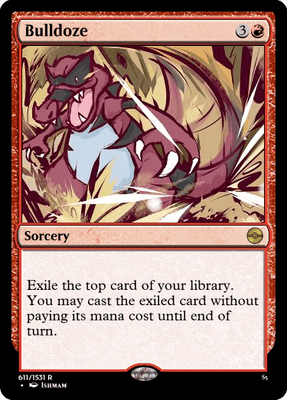 Bulldoze 3
Sorcery
Exile the top card of your library.
You may cast the exiled card without
paying its mana cost until end of
turn.
611/1531 R
• Ishmam